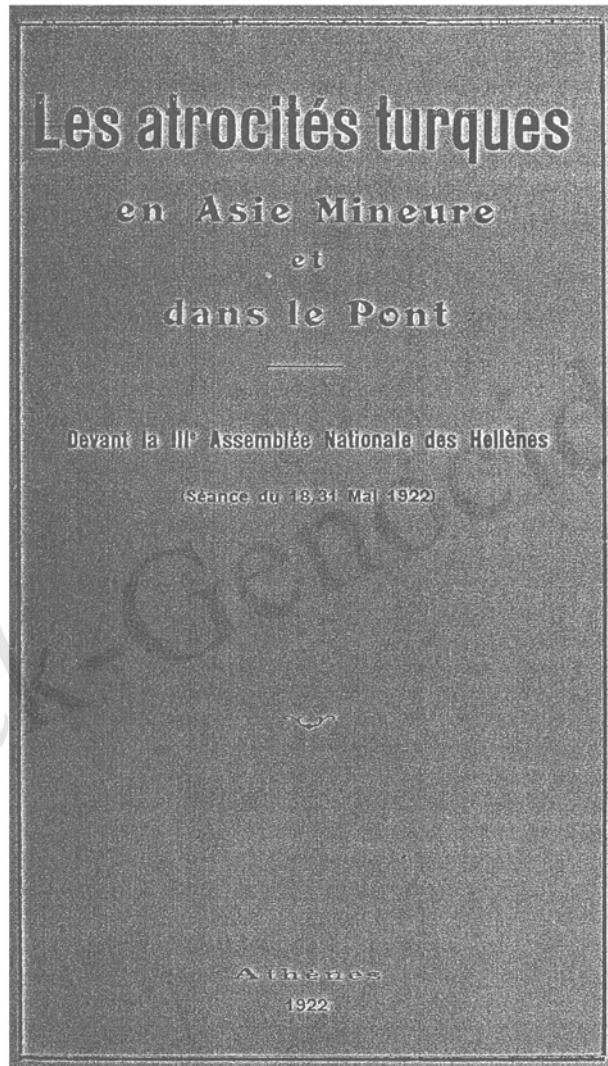 Les atrocités turques
en Asie Mineure
et
dans le Pont
Devant la IIIᵉ Assemblée Nationale des Hellènes
(Séance du 18/31 Mai 1922)
Athènes
1922